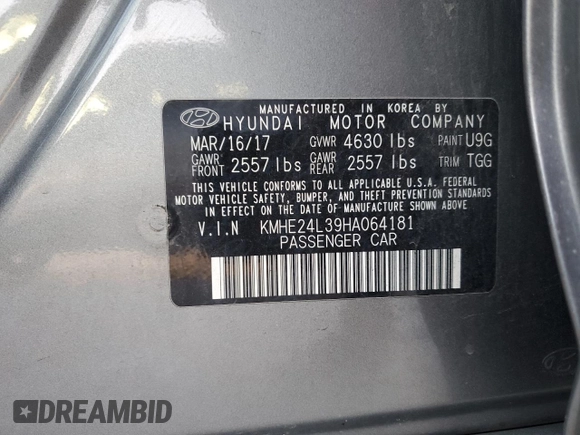 MANUFACTURED IN KOREA BY
HYUNDAI MOTOR COMPANY
MAR/16/17 GVWR 4630 lbs PAINT U9G
GAWR FRONT 2557 lbs GAWR REAR 2557 lbs TRIM TGG
THIS VEHICLE CONFORMS TO ALL APPLICABLE U.S.A. FEDERAL
MOTOR VEHICLE SAFETY, BUMPER, AND THEFT PREVENTION STANDARDS
IN EFFECT ON THE DATE OF MANUFACTURE SHOWN ABOVE.
V.I.N KMHE24L39HA064181
PASSENGER CAR
DREAMBID